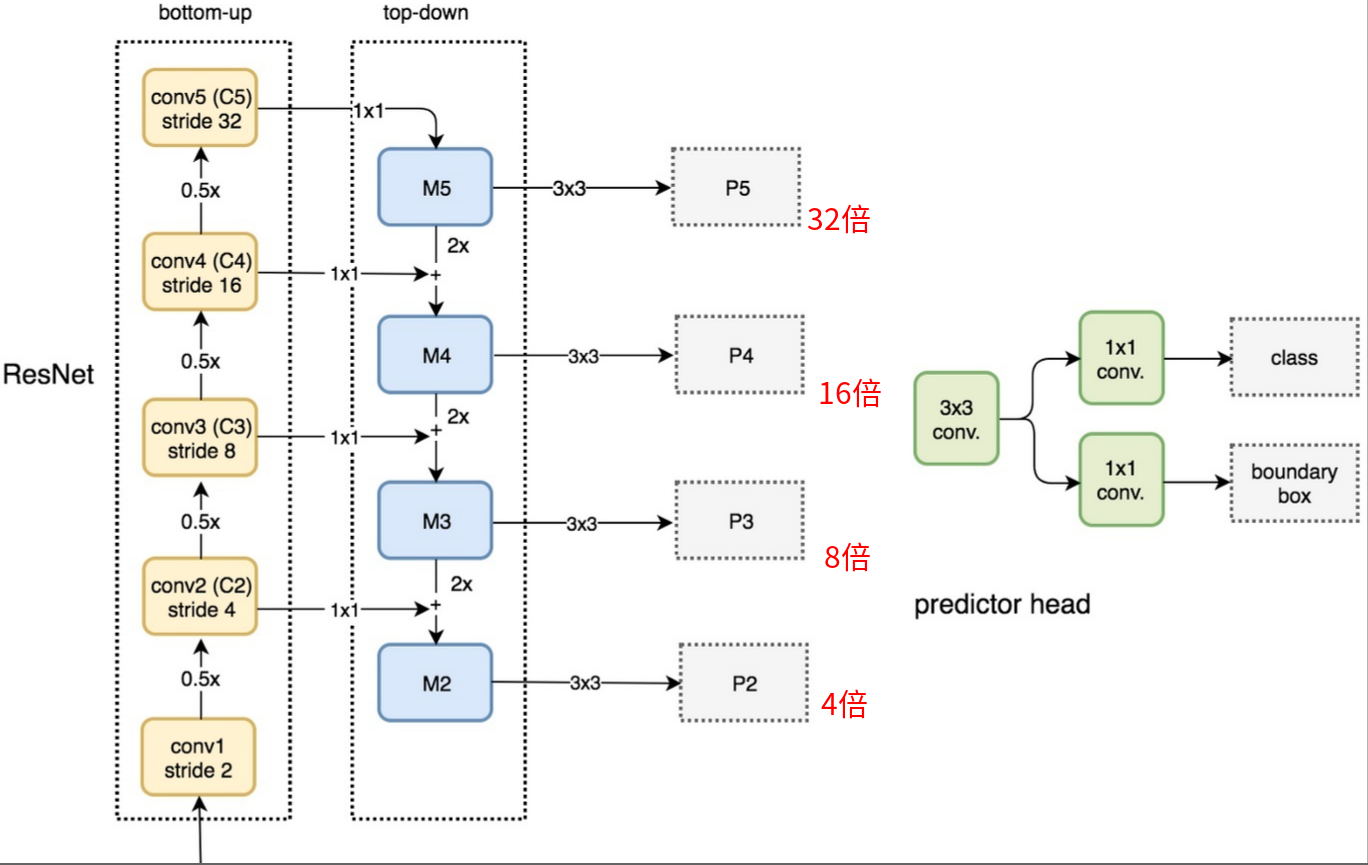 bottom-up
top-down
conv5 (C5)
stride 32
1x1
0.5x
M5
3x3
P5
32倍
2x
conv4 (C4)
stride 16
1x1
+
0.5x
M4
3x3
P4
16倍
ResNet
2x
conv3 (C3)
stride 8
1x1
+
0.5x
M3
3x3
P3
8倍
2x
conv2 (C2)
stride 4
1x1
+
0.5x
M2
3x3
P2
4倍
conv1
stride 2
3x3
conv.
1x1
conv.
class
1x1
conv.
boundary
box
predictor head